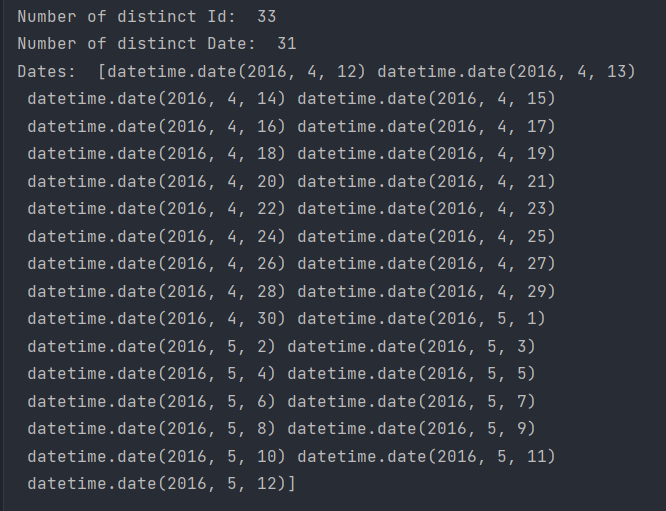 Number of distinct Id:  33
Number of distinct Date:  31
Dates:  [datetime.date(2016, 4, 12) datetime.date(2016, 4, 13)
 datetime.date(2016, 4, 14) datetime.date(2016, 4, 15)
 datetime.date(2016, 4, 16) datetime.date(2016, 4, 17)
 datetime.date(2016, 4, 18) datetime.date(2016, 4, 19)
 datetime.date(2016, 4, 20) datetime.date(2016, 4, 21)
 datetime.date(2016, 4, 22) datetime.date(2016, 4, 23)
 datetime.date(2016, 4, 24) datetime.date(2016, 4, 25)
 datetime.date(2016, 4, 26) datetime.date(2016, 4, 27)
 datetime.date(2016, 4, 28) datetime.date(2016, 4, 29)
 datetime.date(2016, 4, 30) datetime.date(2016, 5, 1)
 datetime.date(2016, 5, 2) datetime.date(2016, 5, 3)
 datetime.date(2016, 5, 4) datetime.date(2016, 5, 5)
 datetime.date(2016, 5, 6) datetime.date(2016, 5, 7)
 datetime.date(2016, 5, 8) datetime.date(2016, 5, 9)
 datetime.date(2016, 5, 10) datetime.date(2016, 5, 11)
 datetime.date(2016, 5, 12)]